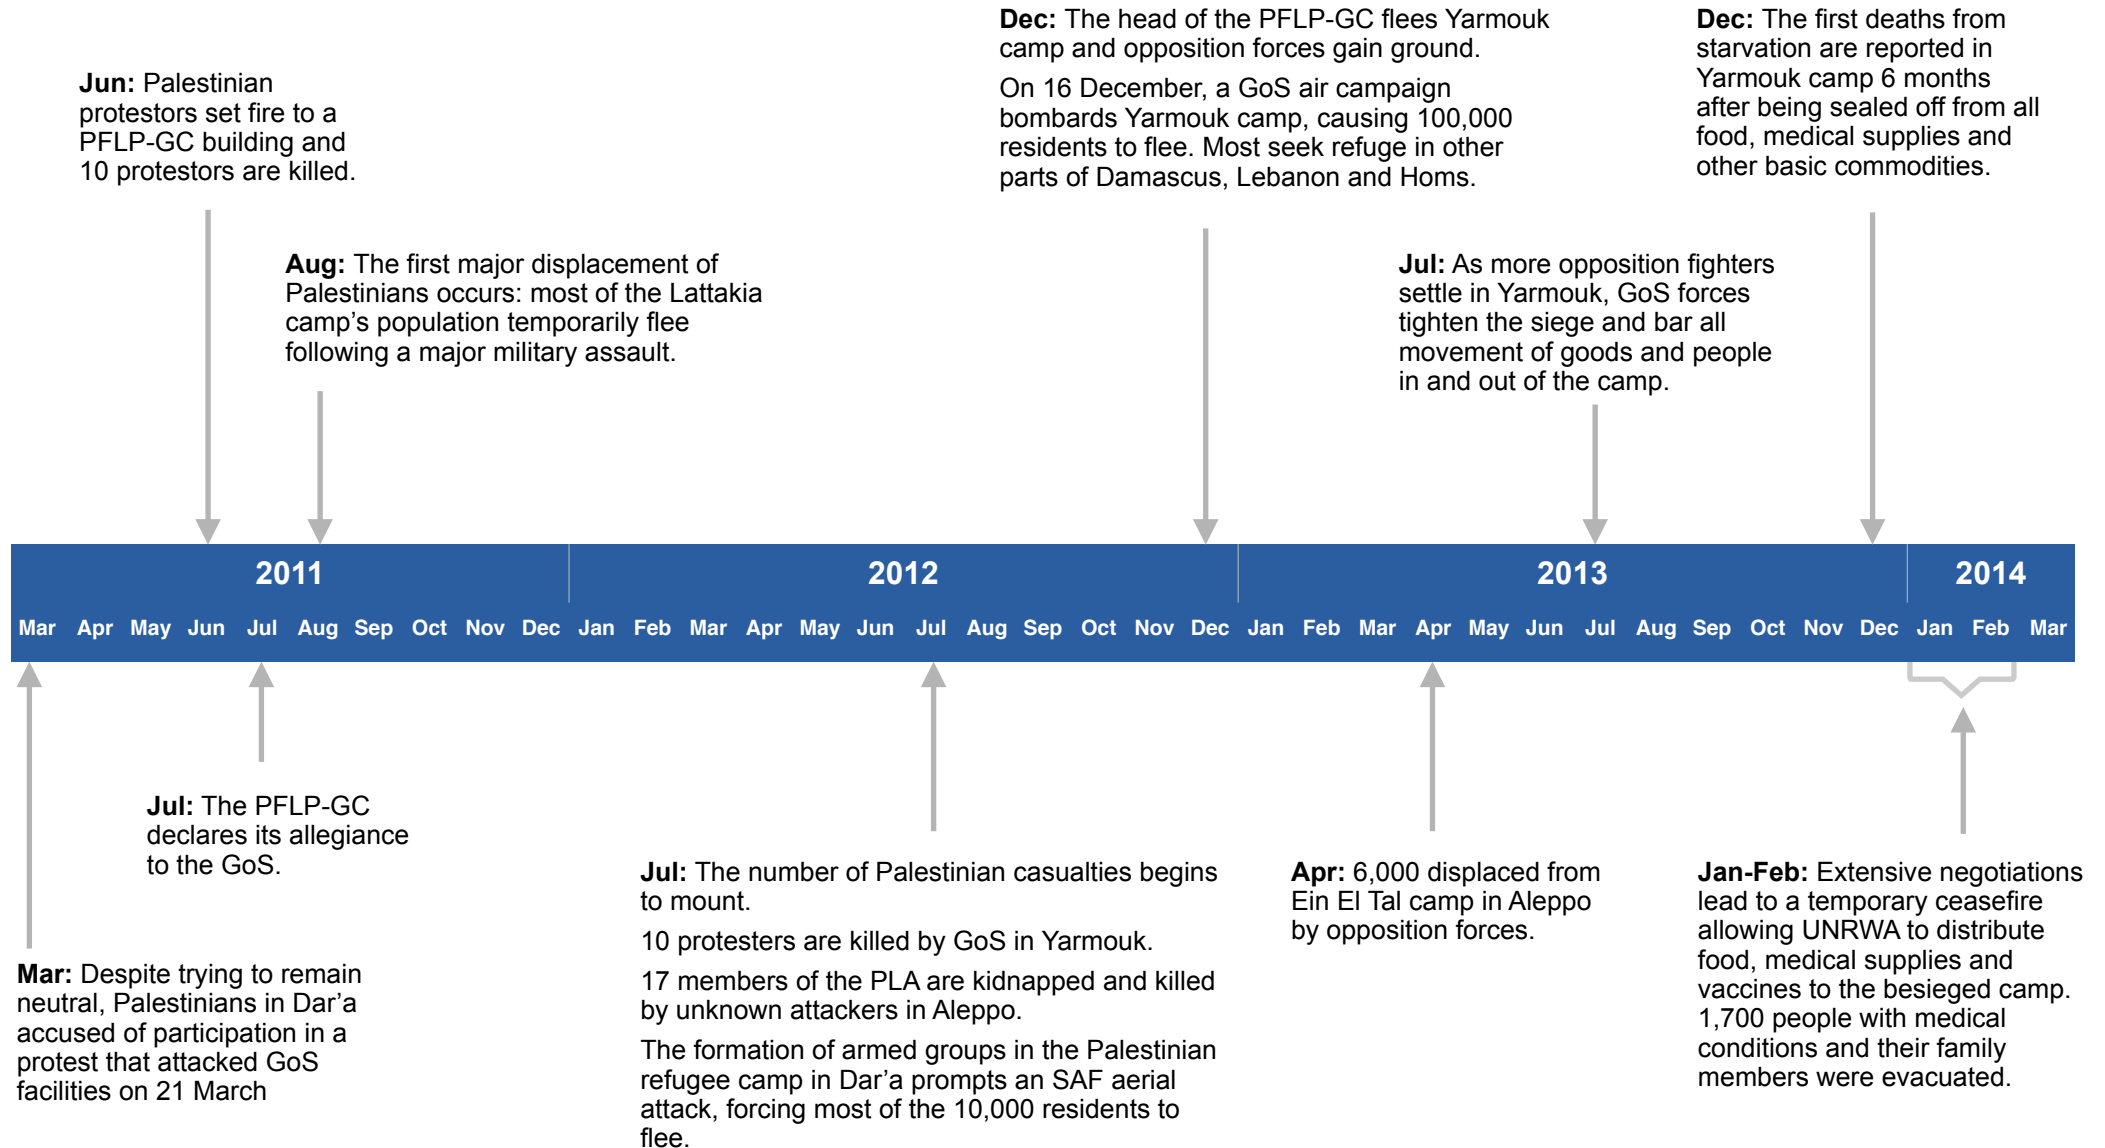 Jun: Palestinian
protestors set fire to a
PFLP-GC building and
10 protestors are killed.
Aug: The first major displacement of
Palestinians occurs: most of the Lattakia
camp’s population temporarily flee
following a major military assault.
Dec: The head of the PFLP-GC flees Yarmouk
camp and opposition forces gain ground.
On 16 December, a GoS air campaign
bombards Yarmouk camp, causing 100,000
residents to flee. Most seek refuge in other
parts of Damascus, Lebanon and Homs.
Jul: As more opposition fighters
settle in Yarmouk, GoS forces
tighten the siege and bar all
movement of goods and people
in and out of the camp.
Dec: The first deaths from
starvation are reported in
Yarmouk camp 6 months
after being sealed off from all
food, medical supplies and
other basic commodities.
2011 2012 2013 2014
Mar Apr May Jun Jul Aug Sep Oct Nov Dec Jan Feb Mar Apr May Jun Jul Aug Sep Oct Nov Dec Jan Feb Mar Apr May Jun Jul Aug Sep Oct Nov Dec Jan Feb Mar
Mar: Despite trying to remain
neutral, Palestinians in Dar’a
accused of participation in a
protest that attacked GoS
facilities on 21 March
Jul: The PFLP-GC
declares its allegiance
to the GoS.
Jul: The number of Palestinian casualties begins
to mount.
10 protesters are killed by GoS in Yarmouk.
17 members of the PLA are kidnapped and killed
by unknown attackers in Aleppo.
The formation of armed groups in the Palestinian
refugee camp in Dar’a prompts an SAF aerial
attack, forcing most of the 10,000 residents to
flee.
Apr: 6,000 displaced from
Ein El Tal camp in Aleppo
by opposition forces.
Jan-Feb: Extensive negotiations
lead to a temporary ceasefire
allowing UNRWA to distribute
food, medical supplies and
vaccines to the besieged camp.
1,700 people with medical
conditions and their family
members were evacuated.